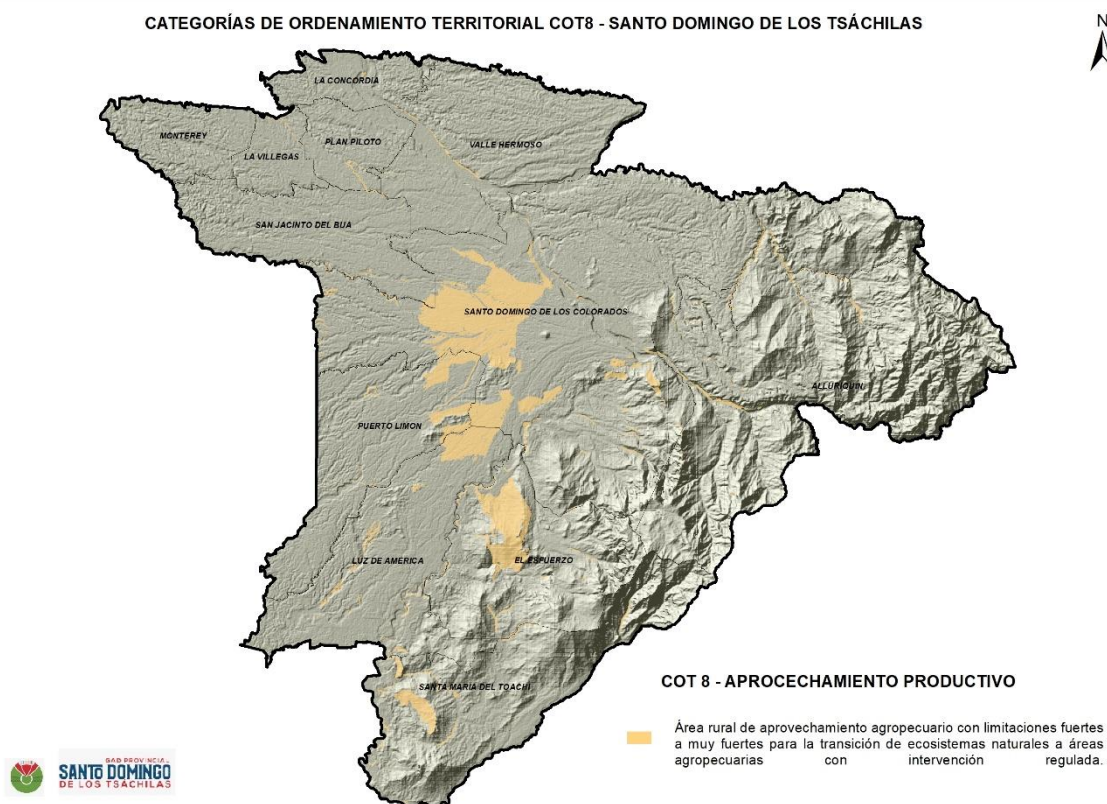 CATEGORÍAS DE ORDENAMIENTO TERRITORIAL COT8 - SANTO DOMINGO DE LOS TSÁCHILAS
N
LA CONCORDIA
MONTEREY
PLAN PILOTO
VALLE HERMOSO
LA VILLEGAS
SAN JACINTO DEL BUA
SANTO DOMINGO DE LOS COLORADOS
ALLURIQUIN
PUERTO LIMON
LUZ DE AMERICA
EL ESFUERZO
SANTA MARIA DEL TOACHI
COT 8 - APROCECHAMIENTO PRODUCTIVO
Área rural de aprovechamiento agropecuario con limitaciones fuertes
a muy fuertes para la transición de ecosistemas naturales a áreas
agropecuarias con intervención regulada.
GAD PROVINCIAL
SANTO DOMINGO
DE LOS TSÁCHILAS